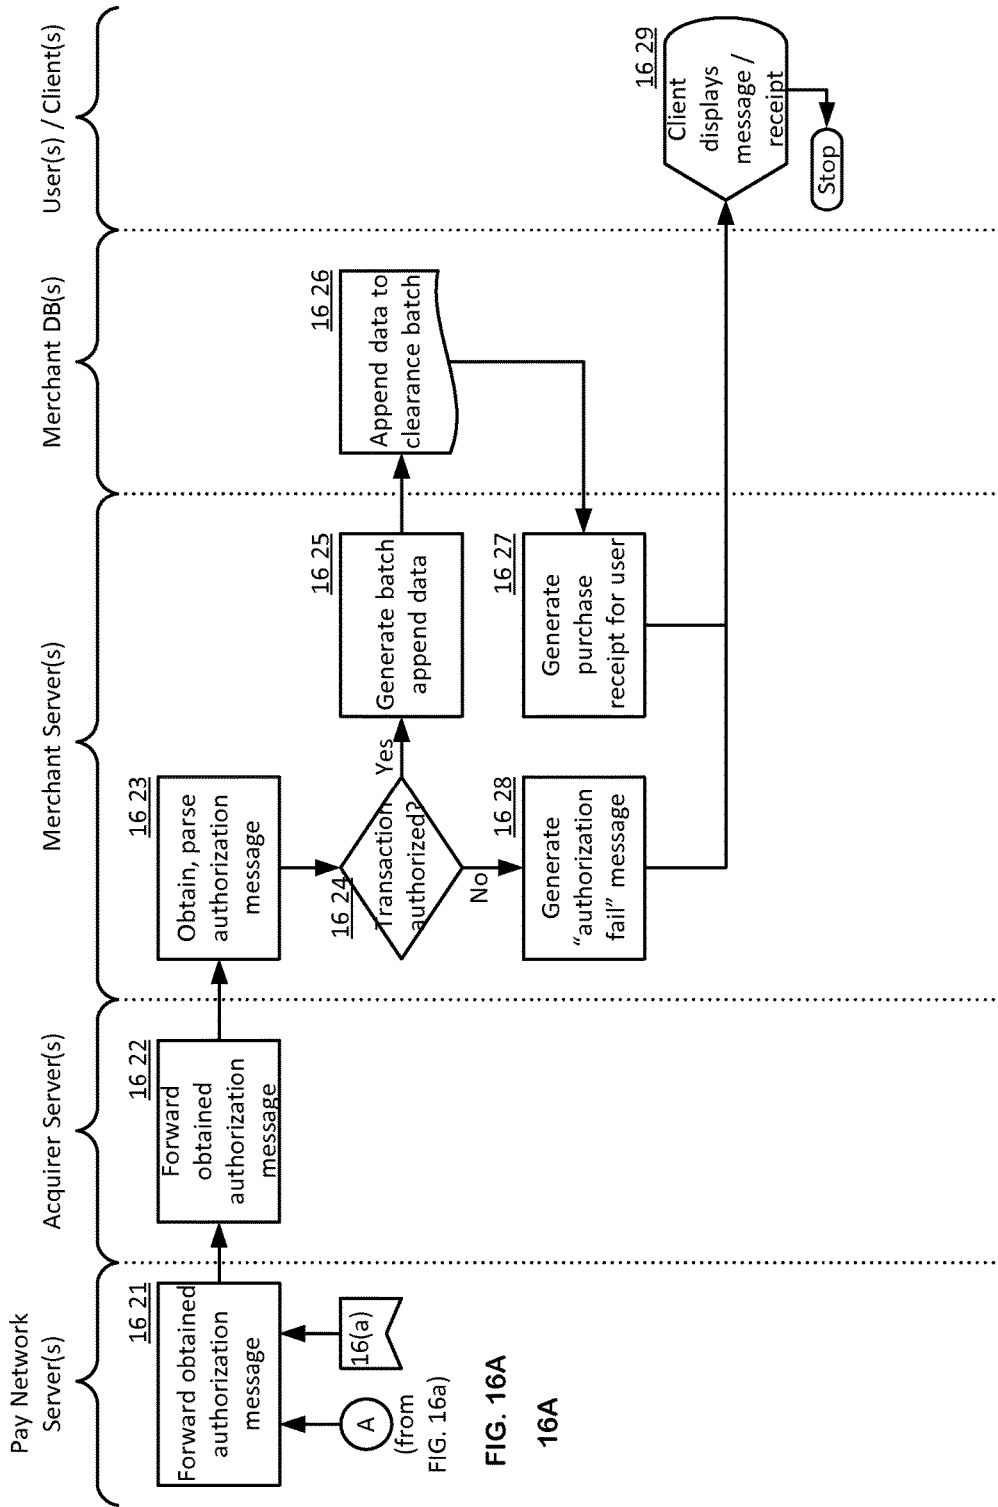 Pay Network
Server(s)
Acquirer Server(s)
Merchant Server(s)
Merchant DB(s)
User(s) / Client(s)
16 21
Forward obtained
authorization
message
A
(from
FIG. 16a)
16(a)
16 22
Forward
obtained
authorization
message
16 23
Obtain, parse
authorization
message
16 24
Transaction
authorized?
Yes
No
16 25
Generate batch
append data
16 26
Append data to
clearance batch
16 27
Generate
purchase
receipt for user
16 28
Generate
“authorization
fail” message
16 29
Client
displays
message /
receipt
Stop
FIG. 16A
16A